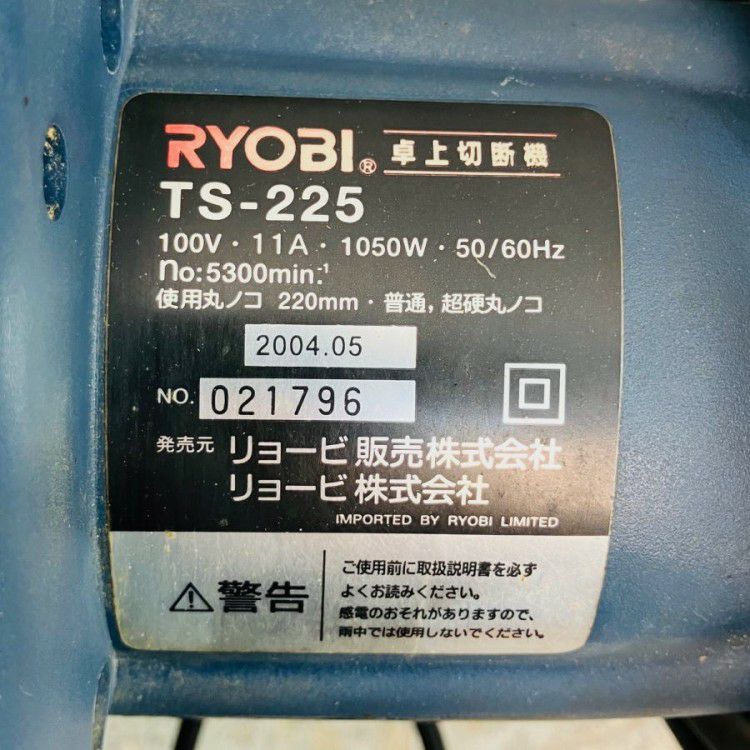 RYOBI® 卓上切断機
TS-225
100V・11A・1050W・50/60Hz
no:5300min.-1
使用丸ノコ 220mm・普通,超硬丸ノコ
2004.05
NO. 021796
発売元 リョービ販売株式会社
リョービ株式会社
IMPORTED BY RYOBI LIMITED
⚠警告
ご使用前に取扱説明書を必ず
よくお読みください。
感電のおそれがありますので、
雨中では使用しないでください。